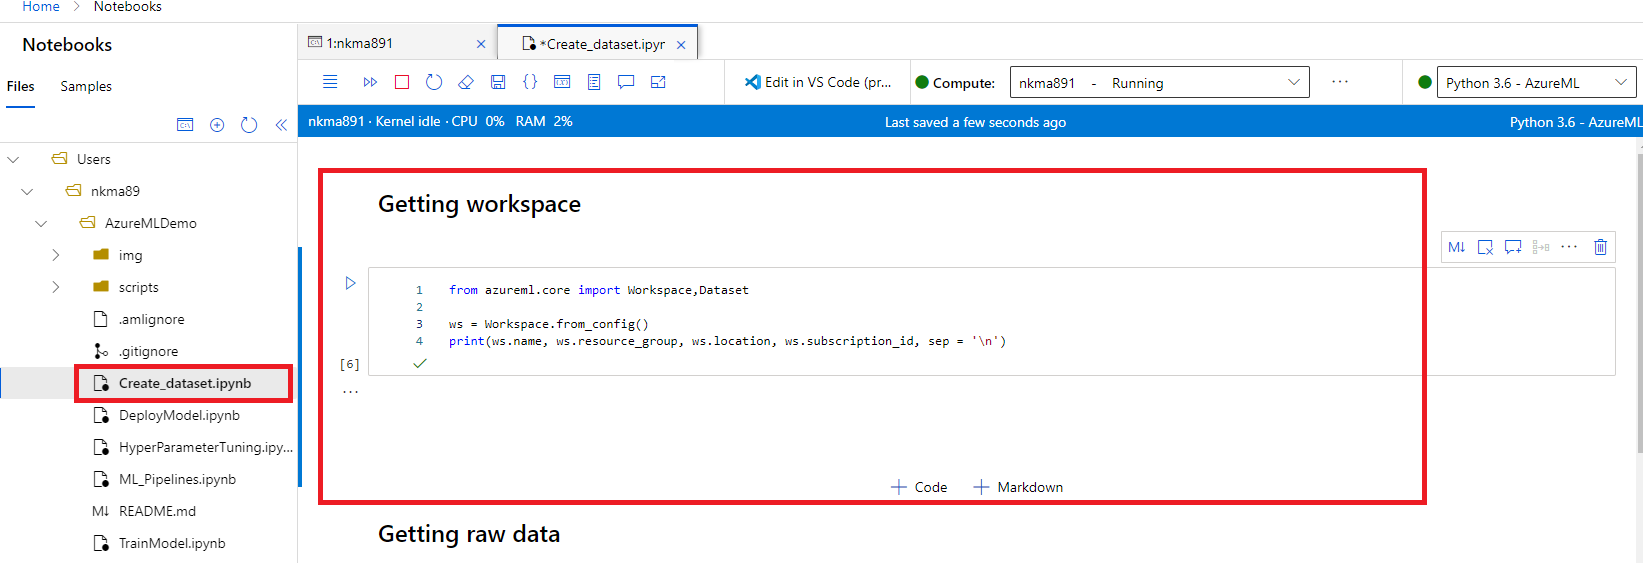 Home > Notebooks
Notebooks
Files Samples
Users
nkma89
AzureMLDemo
img
scripts
.amlignore
.gitignore
Create_dataset.ipynb
DeployModel.ipynb
HyperParameterTuning.ipy...
ML_Pipelines.ipynb
README.md
TrainModel.ipynb
1:nkma891
*Create_dataset.ipyr
Edit in VS Code (pr...
Compute: nkma891 - Running
Python 3.6 - AzureML
nkma891 · Kernel idle · CPU 0% RAM 2%
Last saved a few seconds ago
Python 3.6 - AzureML
Getting workspace
M↓
1 from azureml.core import Workspace,Dataset
2
3 ws = Workspace.from_config()
4 print(ws.name, ws.resource_group, ws.location, ws.subscription_id, sep = '\n')
[6]
...
+ Code + Markdown
Getting raw data